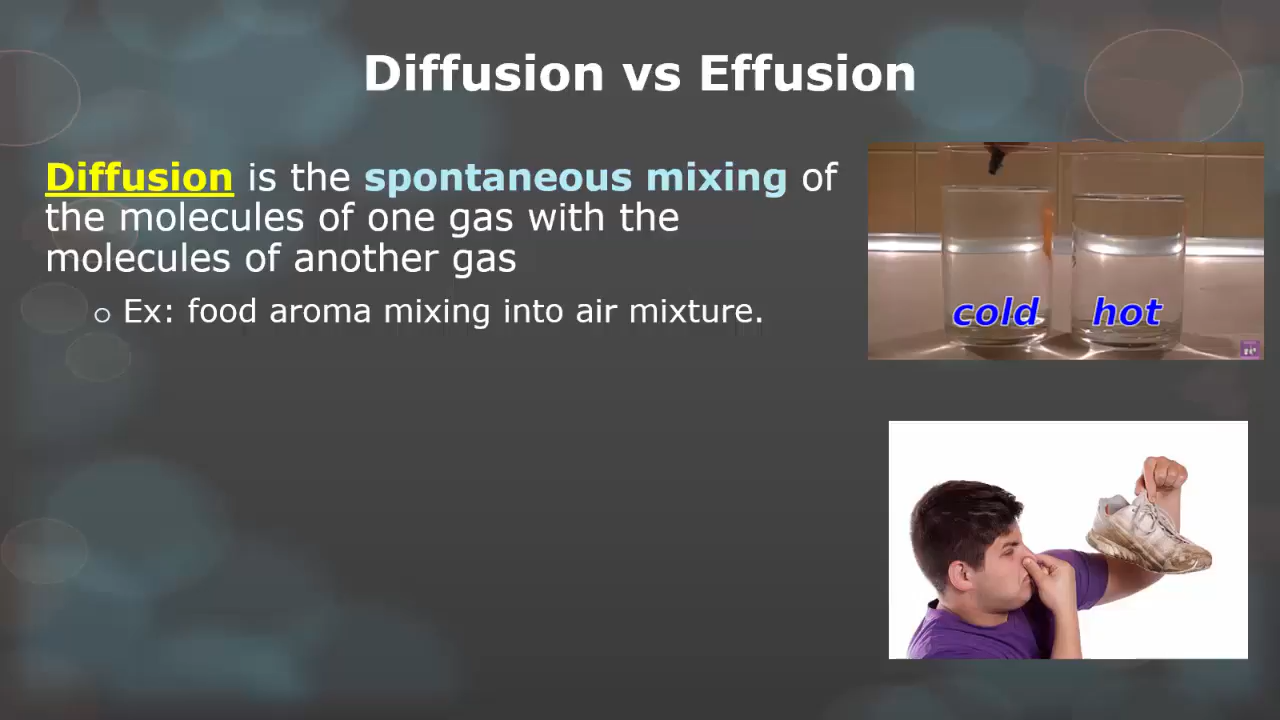 Diffusion vs Effusion
Diffusion is the spontaneous mixing of
the molecules of one gas with the
molecules of another gas
o Ex: food aroma mixing into air mixture.
cold hot